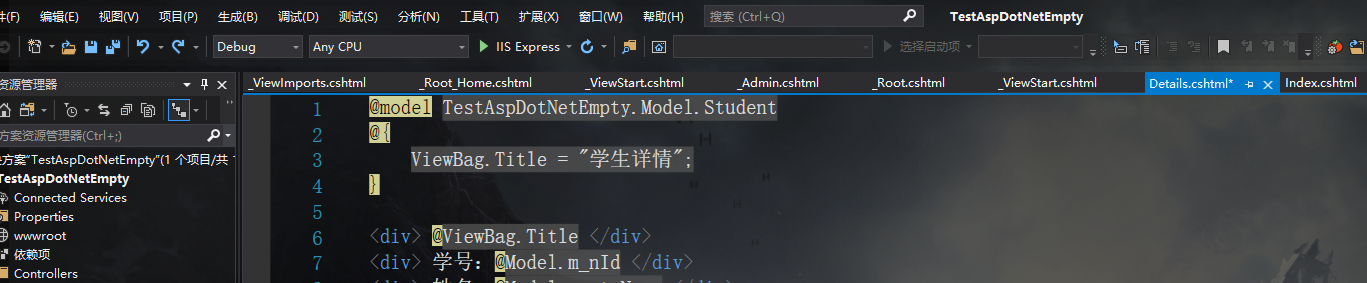 件(F) 编辑(E) 视图(V) 项目(P) 生成(B) 调试(D) 测试(S) 分析(N) 工具(T) 扩展(X) 窗口(W) 帮助(H) 搜索 (Ctrl+Q) TestAspDotNetEmpty
Debug Any CPU IIS Express 选择启动项
资源管理器 _ViewImports.cshtml _Root_Home.cshtml _ViewStart.cshtml _Admin.cshtml _Root.cshtml _ViewStart.cshtml Details.cshtml* Index.cshtml
方案资源管理器(Ctrl+;)
决方案"TestAspDotNetEmpty"(1 个项目/共 1
TestAspDotNetEmpty
Connected Services
Properties
wwwroot
依赖项
Controllers
1 @model TestAspDotNetEmpty.Model.Student
2 @{
3 ViewBag.Title = "学生详情";
4 }
5
6 <div> @ViewBag.Title </div>
7 <div> 学号: @Model.m_nId </div>